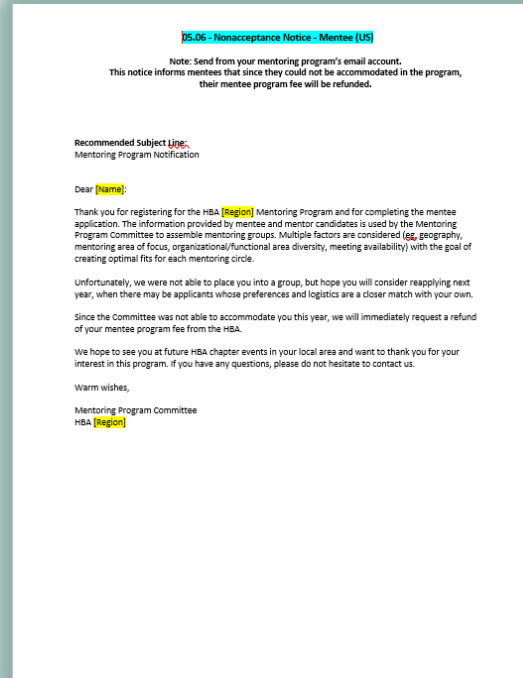 05.06 - Nonacceptance Notice - Mentee (US)
Note: Send from your mentoring program's email account.
This notice informs mentees that since they could not be accommodated in the program,
their mentee program fee will be refunded.
Recommended Subject Line:
Mentoring Program Notification
Dear [Name]:
Thank you for registering for the HBA [Region] Mentoring Program and for completing the mentee
application. The information provided by mentee and mentor candidates is used by the Mentoring
Program Committee to assemble mentoring groups. Multiple factors are considered (eg, geography,
mentoring area of focus, organizational/functional area diversity, meeting availability) with the goal of
creating optimal fits for each mentoring circle.
Unfortunately, we were not able to place you into a group, but hope you will consider reapplying next
year, when there may be applicants whose preferences and logistics are a closer match with your own.
Since the Committee was not able to accommodate you this year, we will immediately request a refund
of your mentee program fee from the HBA.
We hope to see you at future HBA chapter events in your local area and want to thank you for your
interest in this program. If you have any questions, please do not hesitate to contact us.
Warm wishes,
Mentoring Program Committee
HBA [Region]